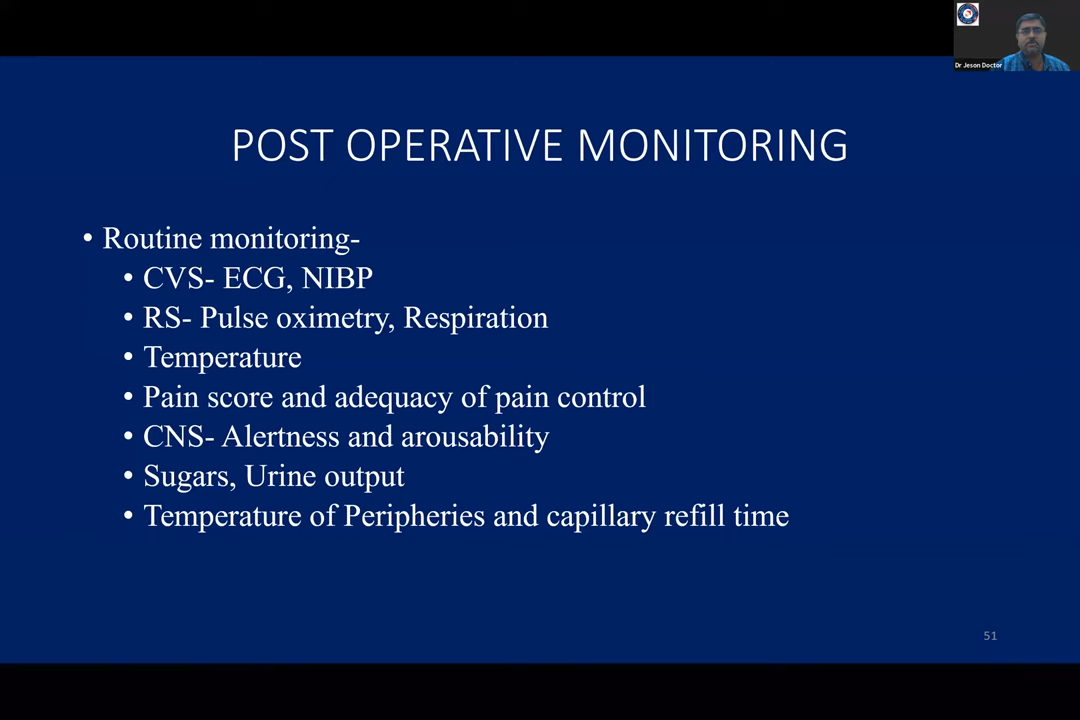 Dr Jeson Doctor
POST OPERATIVE MONITORING
• Routine monitoring-
• CVS- ECG, NIBP
• RS- Pulse oximetry, Respiration
• Temperature
• Pain score and adequacy of pain control
• CNS- Alertness and arousability
• Sugars, Urine output
• Temperature of Peripheries and capillary refill time
51